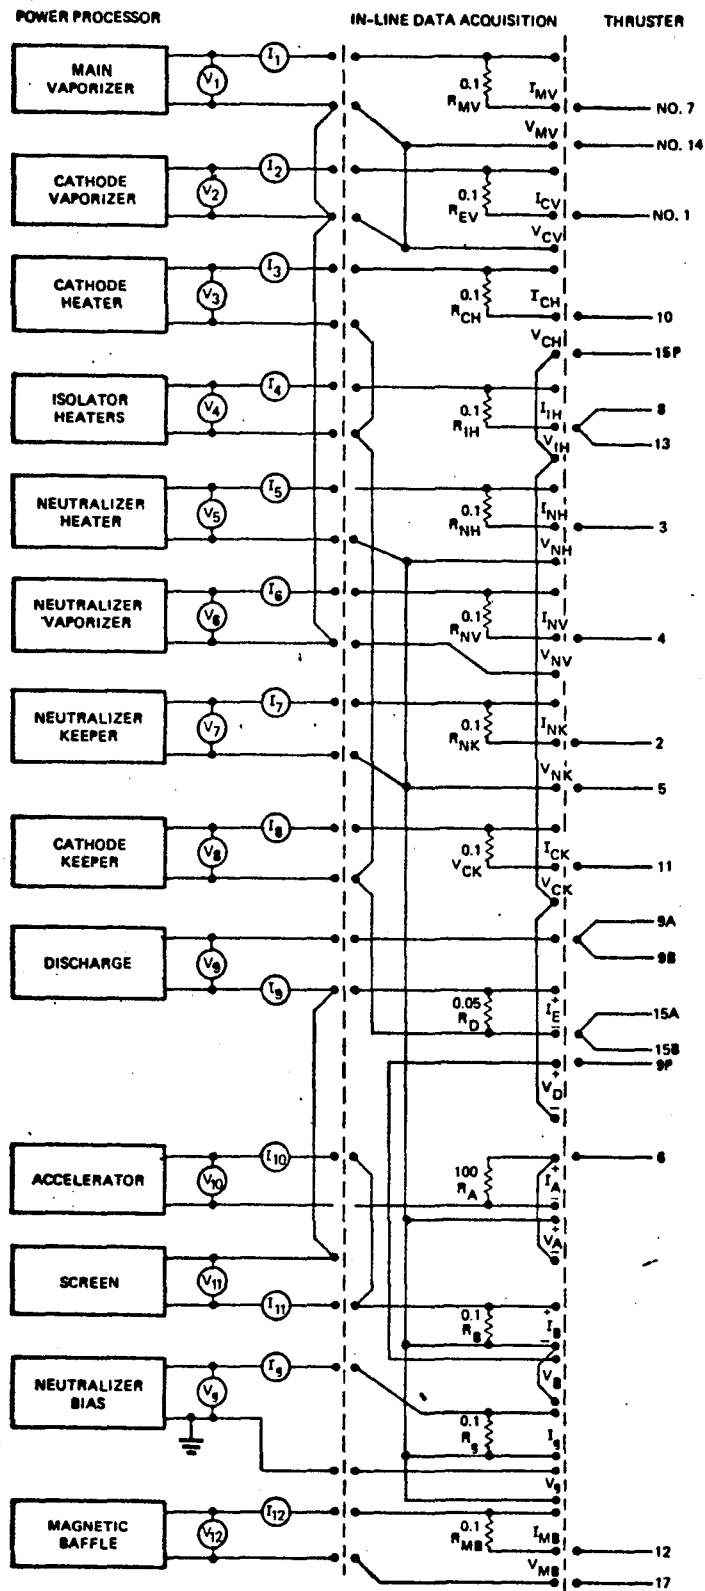 POWER PROCESSOR
IN-LINE DATA ACQUISITION
THRUSTER
MAIN VAPORIZER
V1
I1
0.1
RMV
IMV
NO. 7
VMV
NO. 14
CATHODE VAPORIZER
V2
I2
0.1
REV
ICV
NO. 1
VCV
CATHODE HEATER
V3
I3
0.1
RCH
ICH
10
VCH
15P
ISOLATOR HEATERS
V4
I4
0.1
RIH
IIH
8
VIH
13
NEUTRALIZER HEATER
V5
I5
0.1
RNH
INH
3
VNH
NEUTRALIZER VAPORIZER
V6
I6
0.1
RNV
INV
4
VNV
NEUTRALIZER KEEPER
V7
I7
0.1
RNK
INK
2
VNK
5
CATHODE KEEPER
V8
I8
0.1
VCK
ICK
11
VCK
9A
DISCHARGE
V9
9B
I9
0.05
RD
+
IE
–
15A
15B
9P
+
VD
–
ACCELERATOR
V10
I10
100
RA
+
IA
–
6
+
VA
–
SCREEN
V11
I11
0.1
RB
+
IB
–
VB
NEUTRALIZER BIAS
Vg
Ig
0.1
Rg
Ig
Vg
MAGNETIC BAFFLE
V12
I12
0.1
RMB
IMB
12
VMB
17